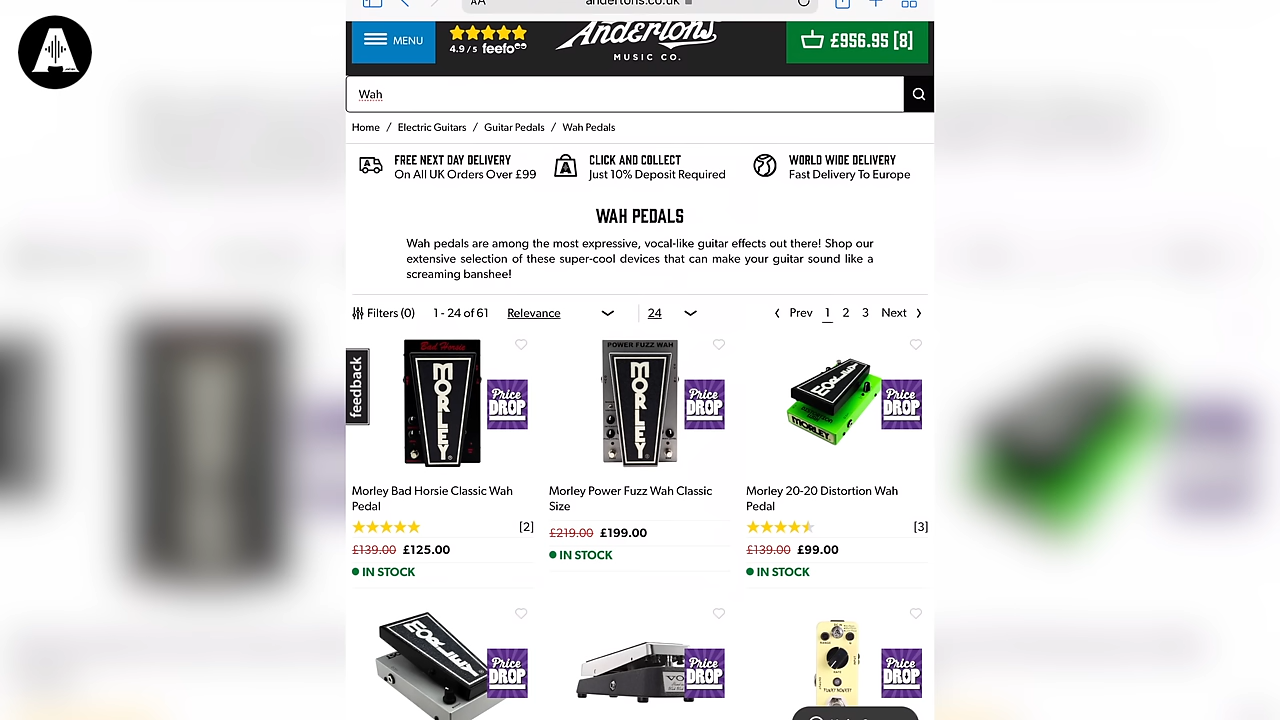 andertons.co.uk
AA
MENU
4.9 / 5 feefo
Andertons
MUSIC CO.
£956.95 [8]
Wah
Home / Electric Guitars / Guitar Pedals / Wah Pedals
FREE NEXT DAY DELIVERY
On All UK Orders Over £99
CLICK AND COLLECT
Just 10% Deposit Required
WORLD WIDE DELIVERY
Fast Delivery To Europe
WAH PEDALS
Wah pedals are among the most expressive, vocal-like guitar effects out there! Shop our
extensive selection of these super-cool devices that can make your guitar sound like a
screaming banshee!
Filters (0) 1 - 24 of 61 Relevance 24 Prev 1 2 3 Next
feedback
Bad Horsie
MORLEY
Price
DROP
POWER FUZZ WAH
MORLEY
Price
DROP
MORLEY
MORLEY
Price
DROP
Morley Bad Horsie Classic Wah
Pedal
[2]
£139.00 £125.00
IN STOCK
Morley Power Fuzz Wah Classic
Size
£219.00 £199.00
IN STOCK
Morley 20-20 Distortion Wah
Pedal
[3]
£139.00 £99.00
IN STOCK
MORLEY
Price
DROP
VO
Price
DROP
Price
DROP